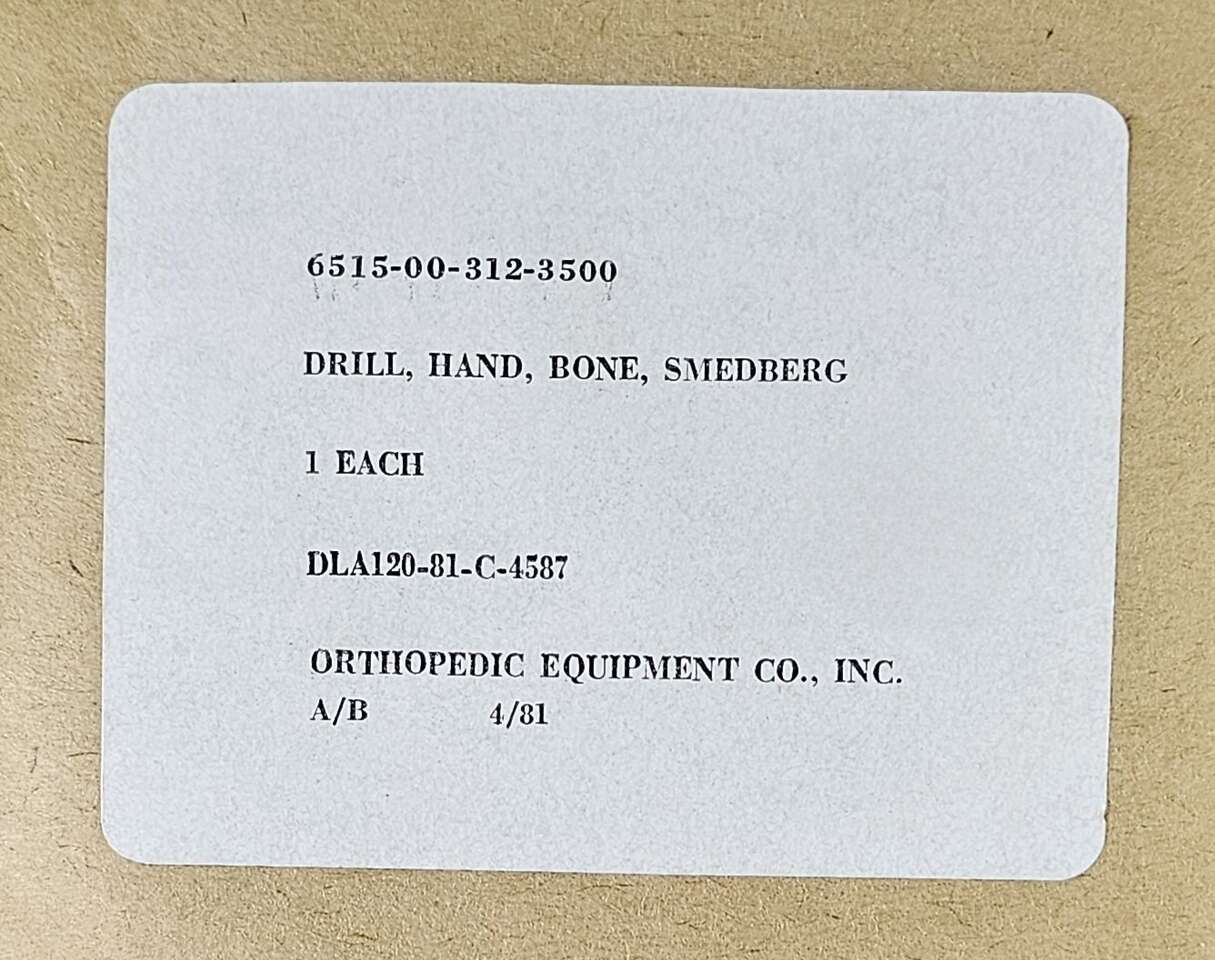 6515-00-312-3500
DRILL, HAND, BONE, SMEDBERG
1 EACH
DLA120-81-C-4587
ORTHOPEDIC EQUIPMENT CO., INC.
A/B 4/81